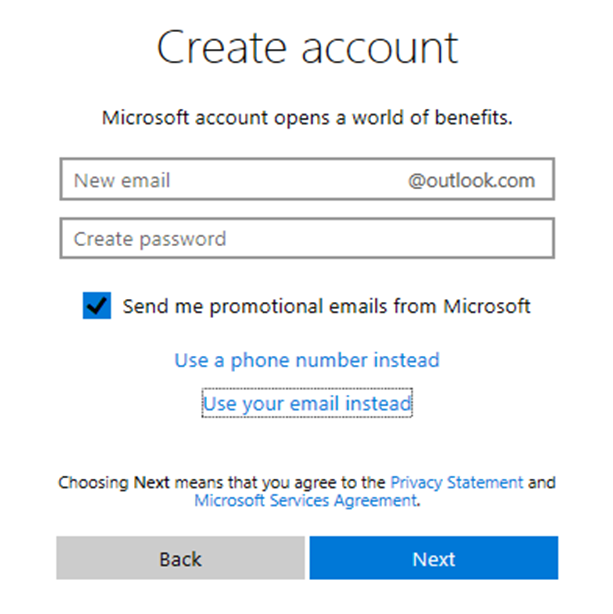 Create account
Microsoft account opens a world of benefits.
New email @outlook.com
Create password
Send me promotional emails from Microsoft
Use a phone number instead
Use your email instead
Choosing Next means that you agree to the Privacy Statement and
Microsoft Services Agreement.
Back Next